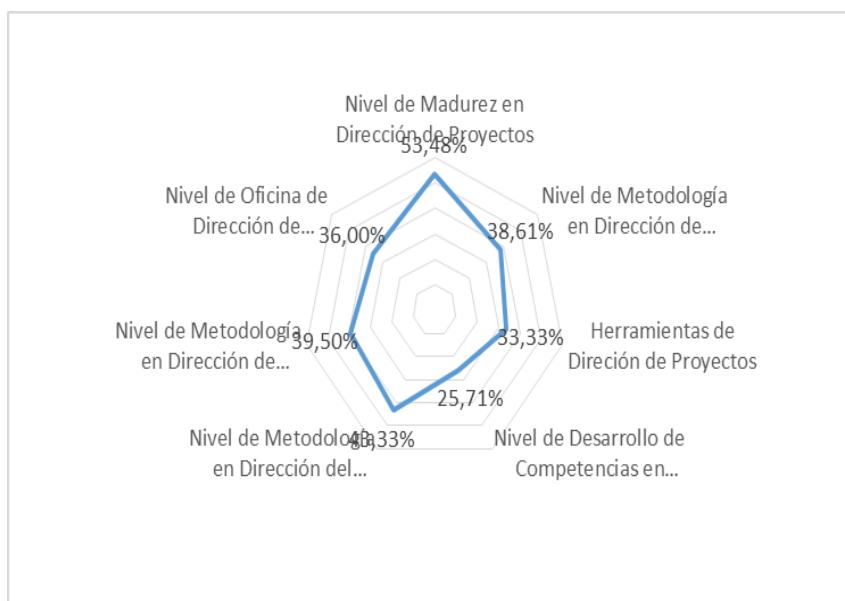 Nivel de Madurez en
Dirección de Proyectos
53,48%
Nivel de Metodología
en Dirección de...
38,61%
Herramientas de
Direción de Proyectos
33,33%
Nivel de Desarrollo de
Competencias en...
25,71%
Nivel de Metodología
en Dirección del...
43,33%
Nivel de Metodología
en Dirección de...
39,50%
Nivel de Oficina de
Dirección de...
36,00%